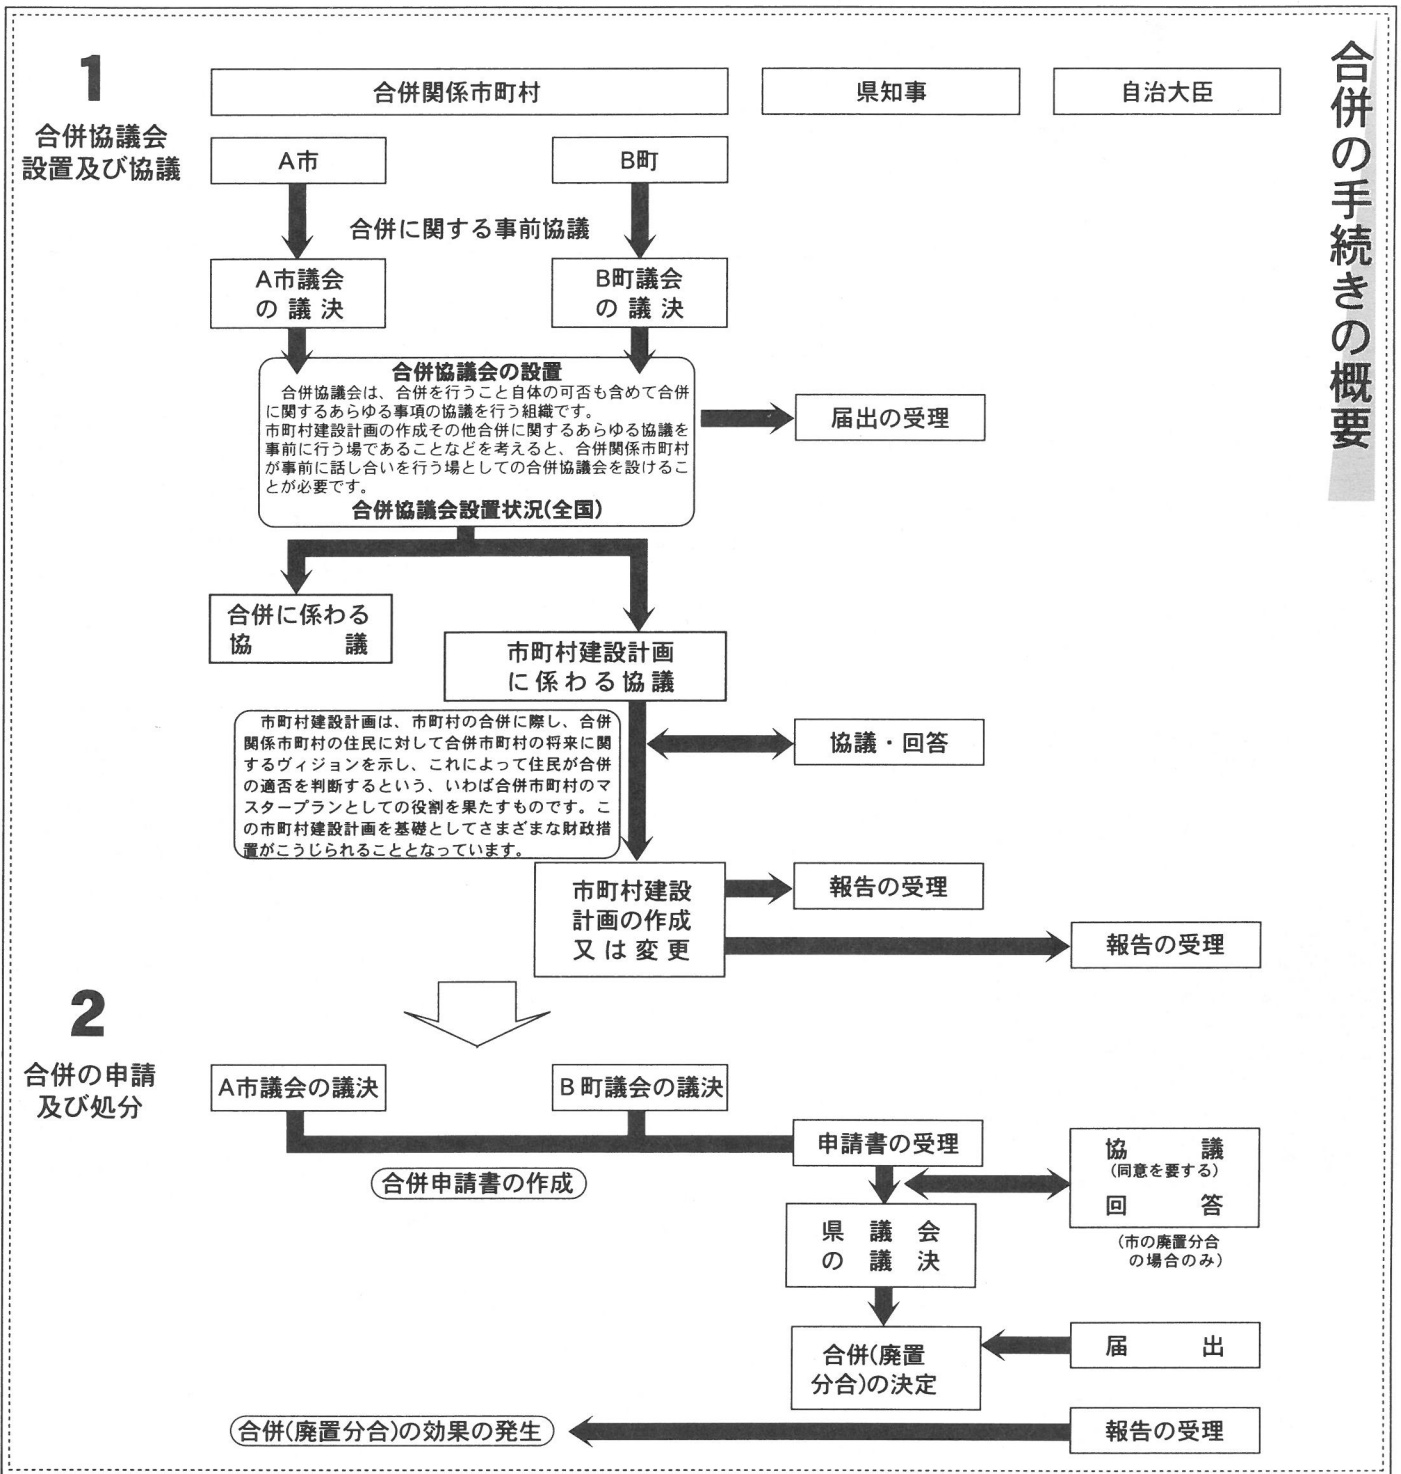 合併の手続きの概要
1
合併協議会
設置及び協議
合併関係市町村
県知事
自治大臣
A市
B町
合併に関する事前協議
A市議会
の議決
B町議会
の議決
合併協議会の設置
合併協議会は、合併を行うこと自体の可否も含めて合併
に関するあらゆる事項の協議を行う組織です。
市町村建設計画の作成その他合併に関するあらゆる協議を
事前に行う場であることなどを考えると、合併関係市町村
が事前に話し合いを行う場としての合併協議会を設けるこ
とが必要です。
合併協議会設置状況(全国)
届出の受理
合併に係わる
協議
市町村建設計画
に係わる協議
市町村建設計画は、市町村の合併に際し、合併
関係市町村の住民に対して合併市町村の将来に関
するヴィジョンを示し、これによって住民が合併
の適否を判断するという、いわば合併市町村のマ
スタープランとしての役割を果たすものです。こ
の市町村建設計画を基礎としてさまざまな財政措
置がこうじられることとなっています。
協議・回答
市町村建設
計画の作成
又は変更
報告の受理
報告の受理
2
合併の申請
及び処分
A市議会の議決
B町議会の議決
合併申請書の作成
申請書の受理
協議
(同意を要する)
回答
(市の廃置分合
の場合のみ)
県議会
の議決
合併(廃置
分合)の決定
届出
合併(廃置分合)の効果の発生
報告の受理